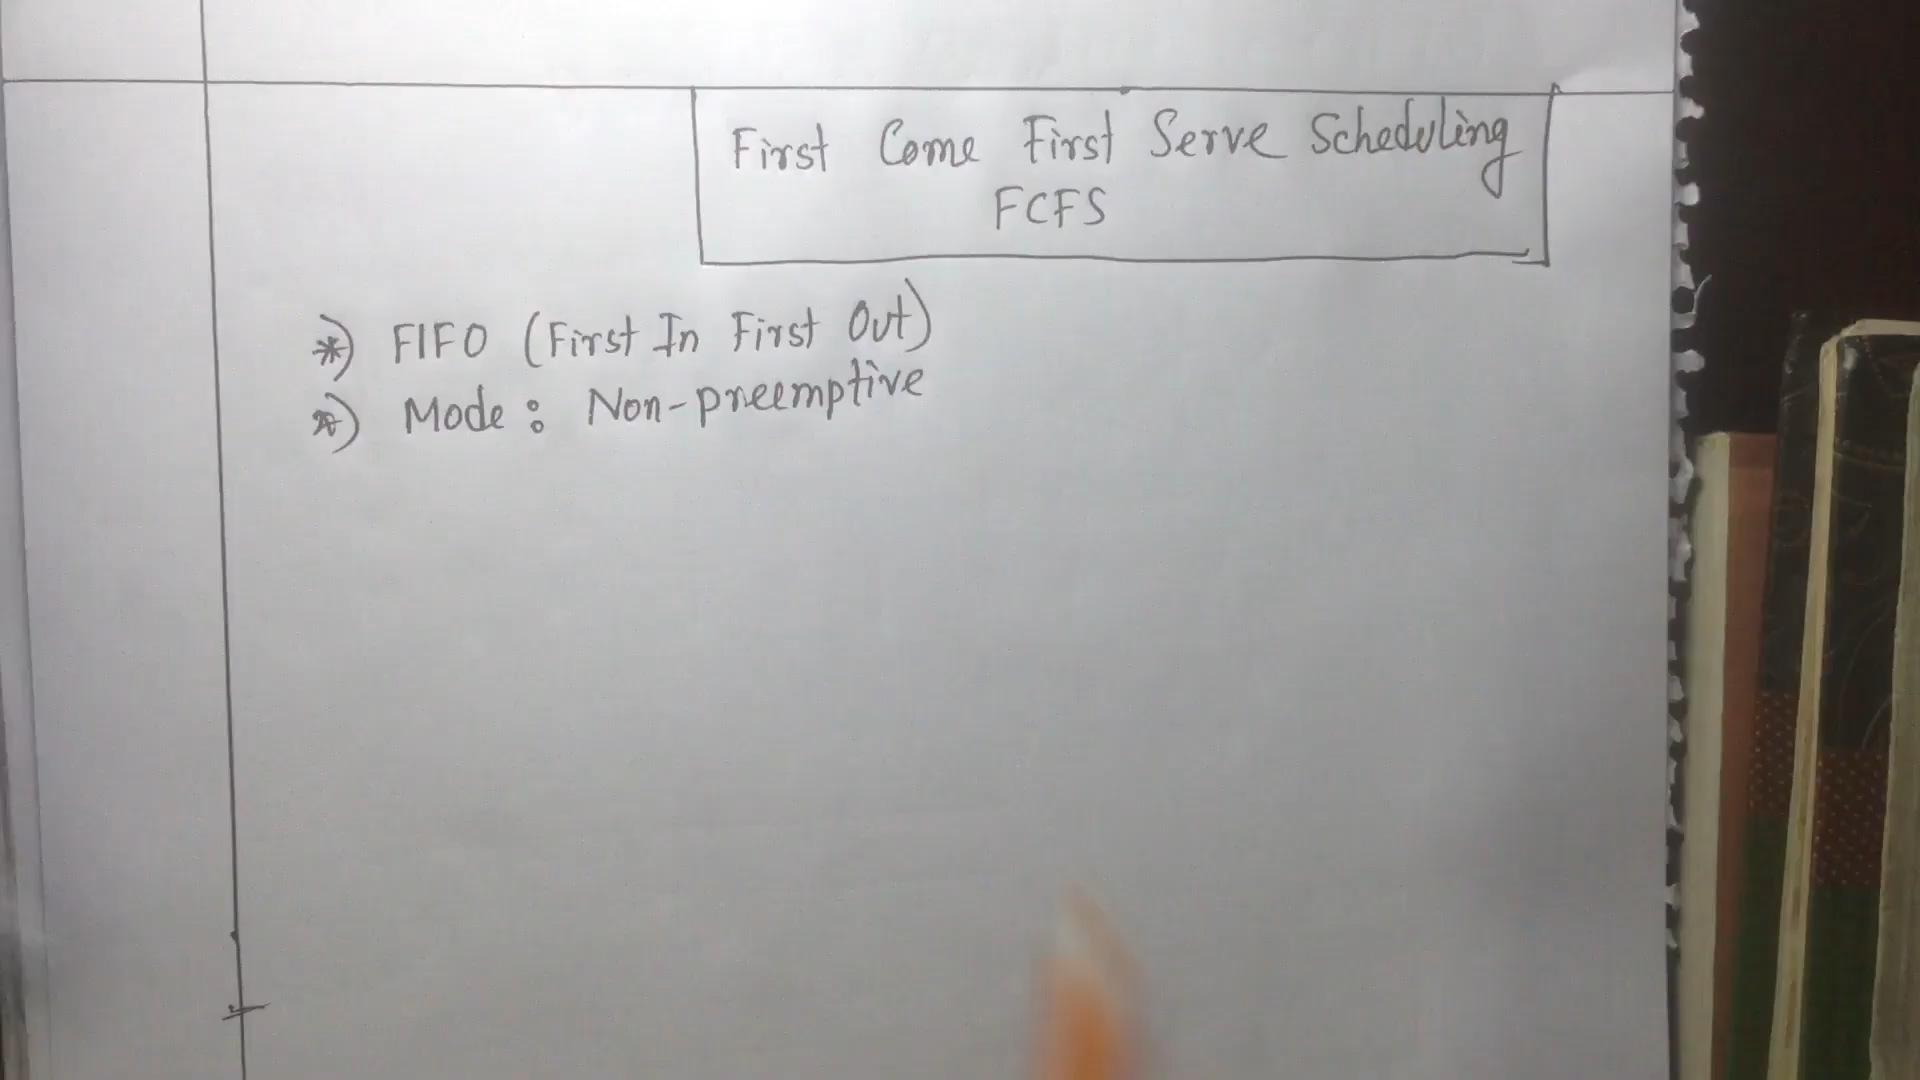 First Come First Serve Scheduling
FCFS
*) FIFO (First In First Out)
*) Mode : Non-preemptive